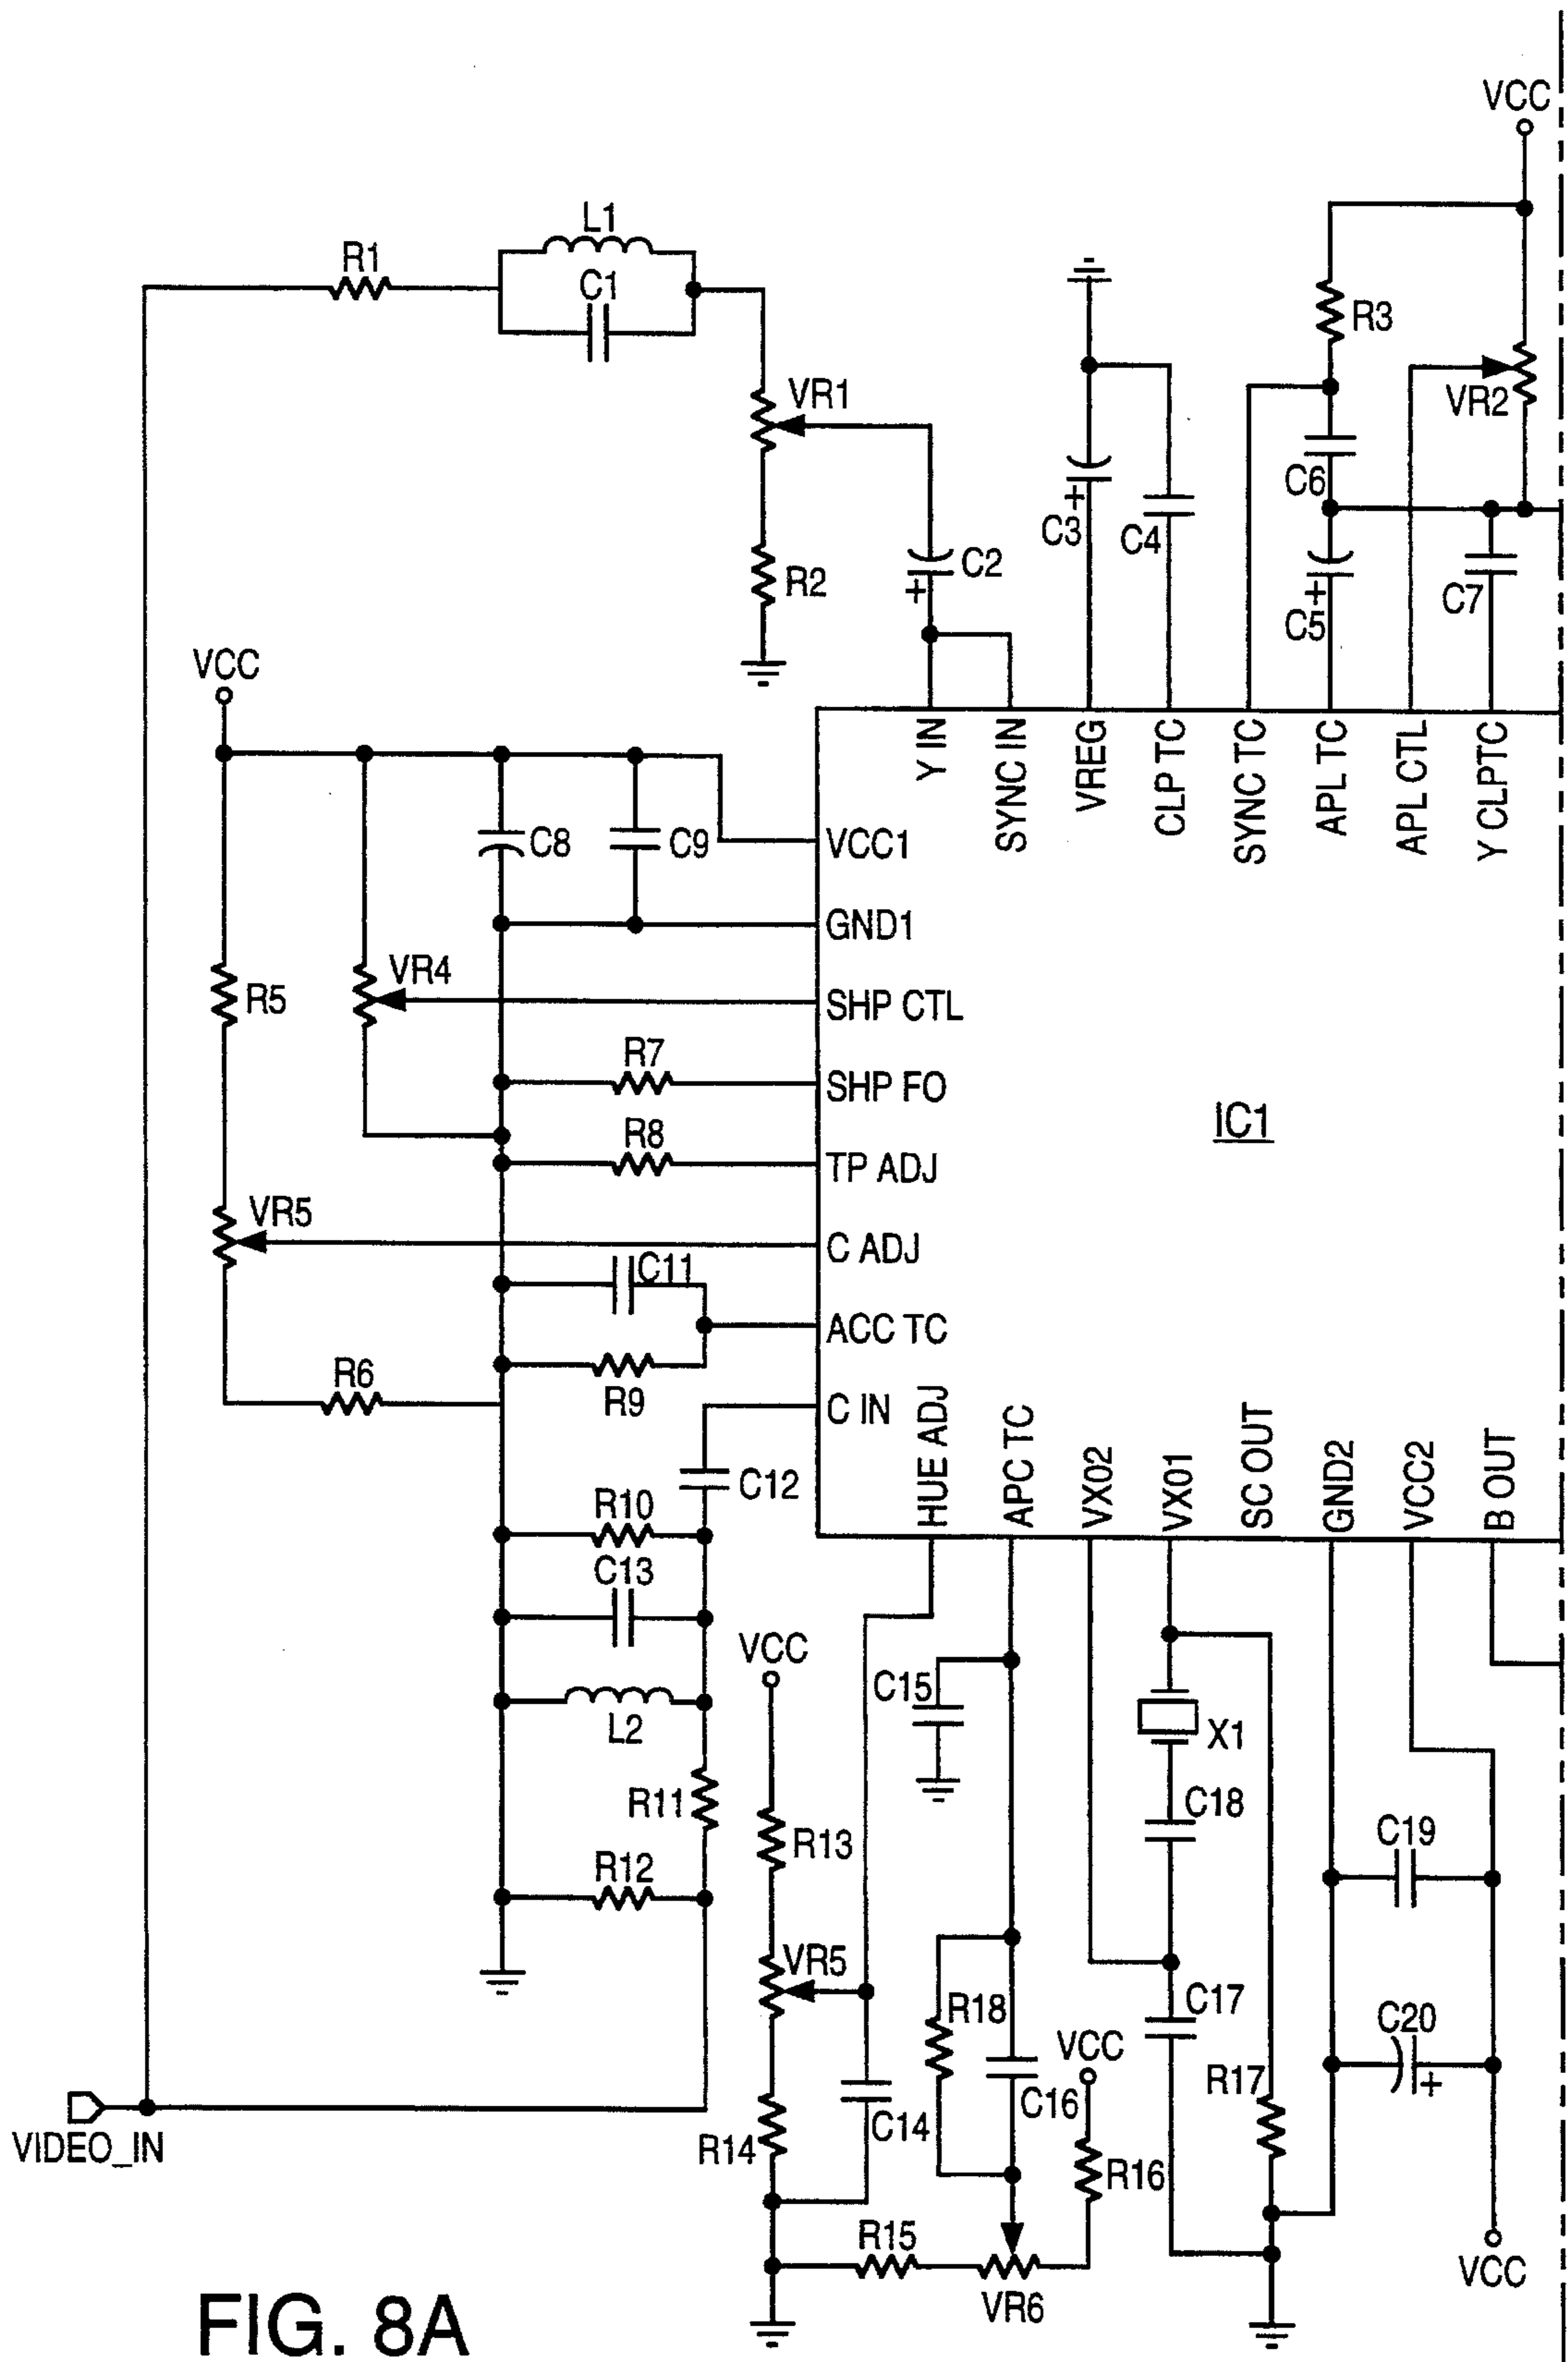 VCC
L1
R1
C1
R3
VR1
VR2
C6
C3
C4
C2
R2
C5
C7
VCC
Y IN
SYNC IN
VREG
CLP TC
SYNC TC
APL TC
APL CTL
Y CLPTC
C8
C9
VCC1
GND1
VR4
R5
SHP CTL
R7
SHP FO
IC1
R8
TP ADJ
VR5
C ADJ
C11
ACC TC
R6
R9
C IN
HUE ADJ
APC TC
VX02
VX01
SC OUT
GND2
VCC2
B OUT
C12
R10
C13
VCC
C15
L2
X1
R11
C18
R13
C19
R12
VR5
R18
C17
C20
VCC
R17
C16
C14
VIDEO_IN
R14
R16
R15
VCC
VR6
FIG. 8A